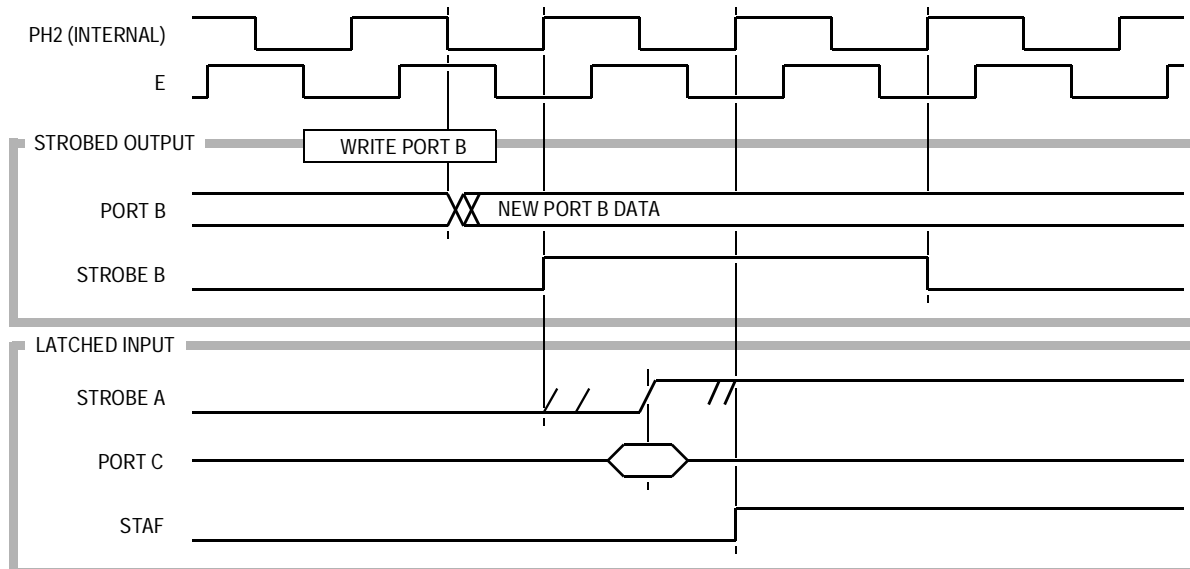 PH2 (INTERNAL)
E
STROBED OUTPUT
WRITE PORT B
PORT B
NEW PORT B DATA
STROBE B
LATCHED INPUT
STROBE A
PORT C
STAF